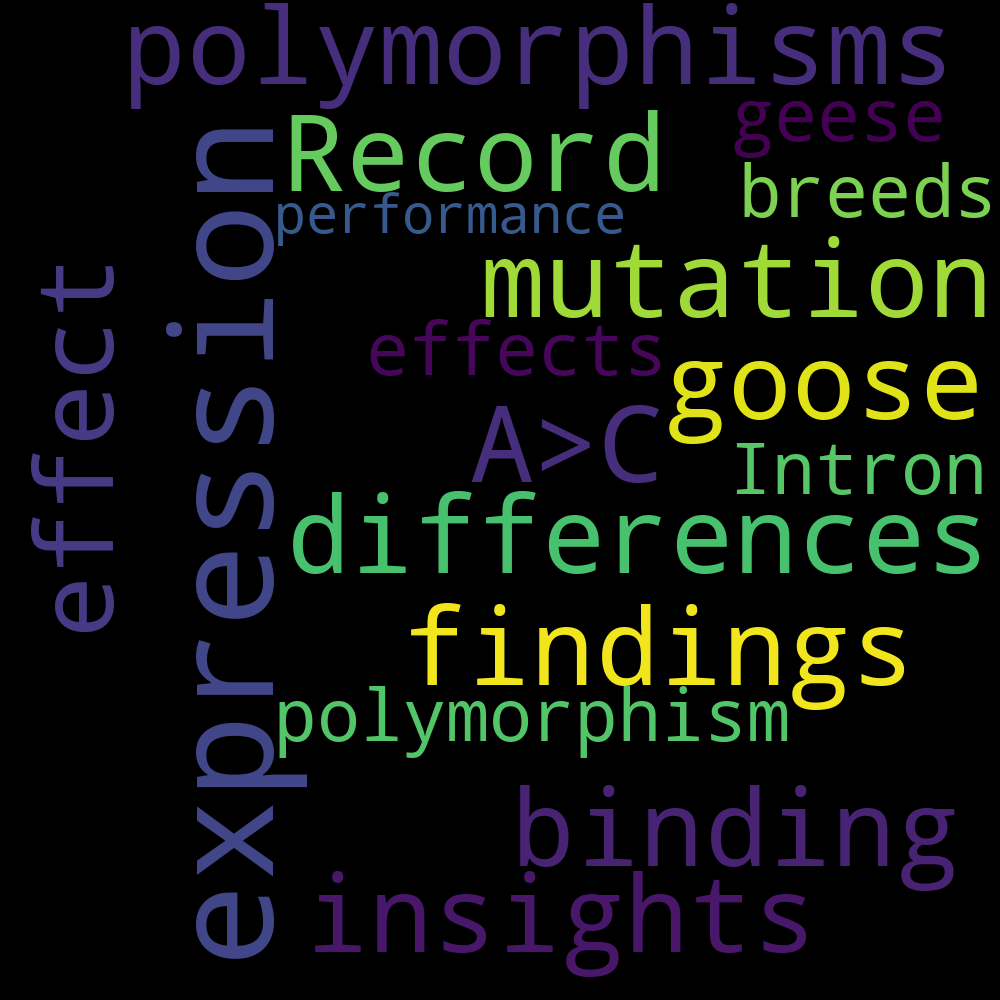 polymorphisms
geese
Record
breeds
performance
mutation
effect
expression
effects
goose
A>C
Intron
differences
findings
polymorphism
binding
insights